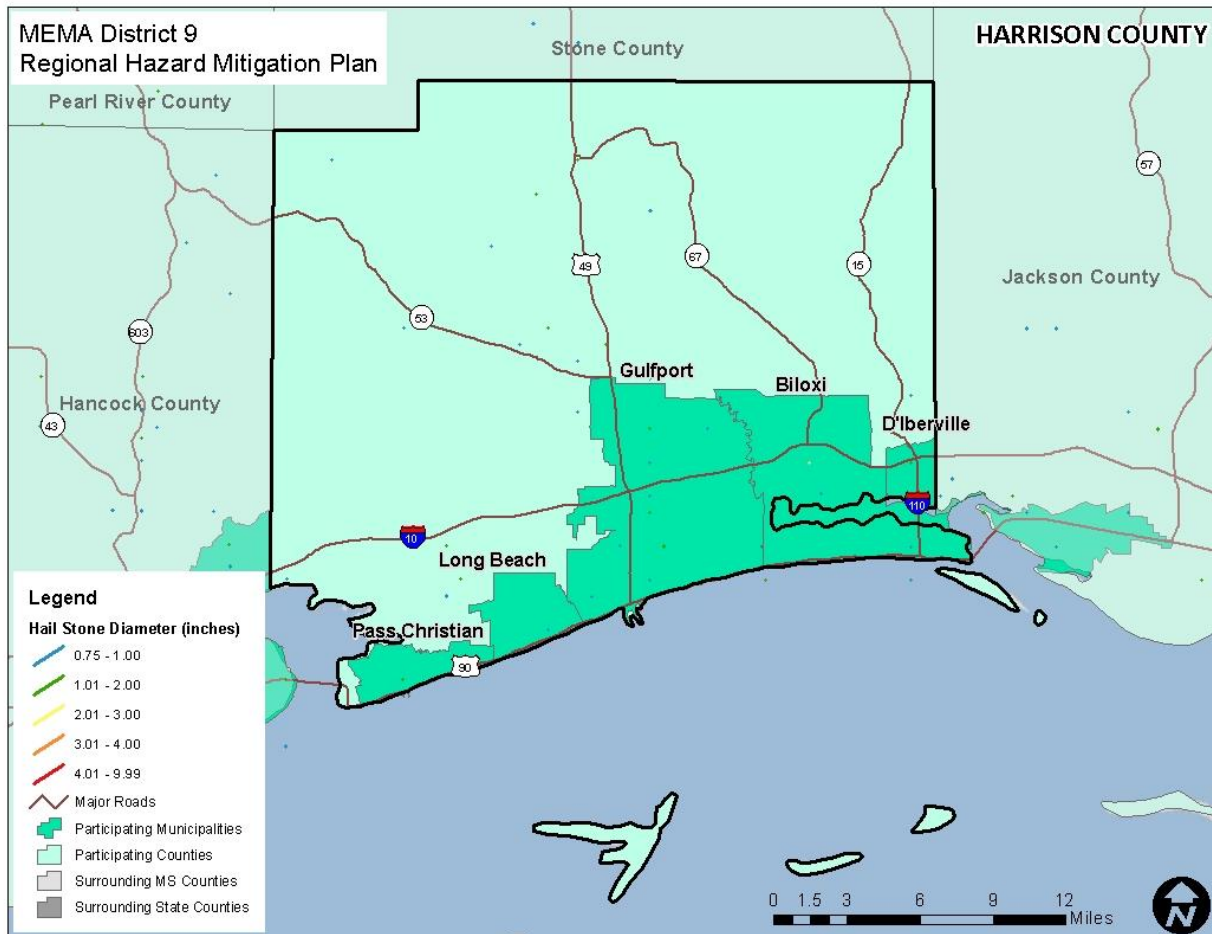 MEMA District 9
Regional Hazard Mitigation Plan
HARRISON COUNTY
Stone County
Pearl River County
57
49
67
15
Jackson County
53
603
Gulfport
Biloxi
Hancock County
43
D'Iberville
110
10
Long Beach
Pass Christian
90
Legend
Hail Stone Diameter (inches)
0.75 - 1.00
1.01 - 2.00
2.01 - 3.00
3.01 - 4.00
4.01 - 9.99
Major Roads
Participating Municipalities
Participating Counties
Surrounding MS Counties
Surrounding State Counties
0 1.5 3 6 9 12
Miles
N